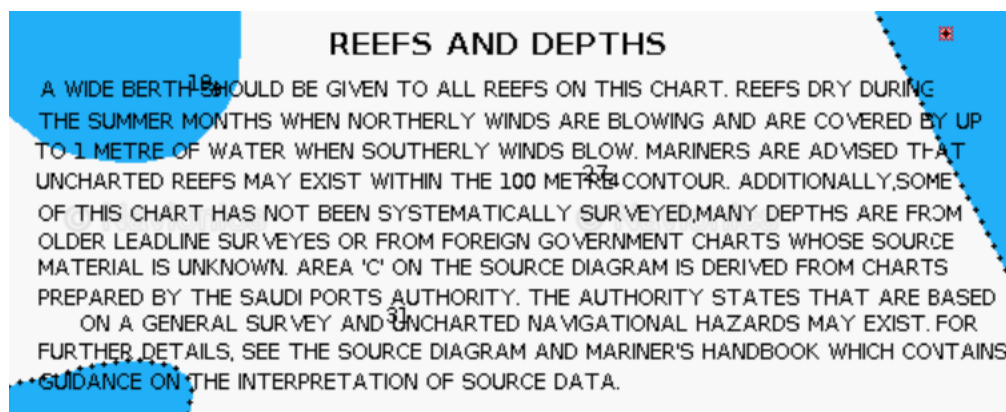 REEFS AND DEPTHS
A WIDE BERTH SHOULD BE GIVEN TO ALL REEFS ON THIS CHART. REEFS DRY DURING
THE SUMMER MONTHS WHEN NORTHERLY WINDS ARE BLOWING AND ARE COVERED BY UP
TO 1 METRE OF WATER WHEN SOUTHERLY WINDS BLOW. MARINERS ARE ADVISED THAT
UNCHARTED REEFS MAY EXIST WITHIN THE 100 METRE CONTOUR. ADDITIONALLY,SOME
OF THIS CHART HAS NOT BEEN SYSTEMATICALLY SURVEYED,MANY DEPTHS ARE FROM
OLDER LEADLINE SURVEYES OR FROM FOREIGN GOVERNMENT CHARTS WHOSE SOURCE
MATERIAL IS UNKNOWN. AREA 'C' ON THE SOURCE DIAGRAM IS DERIVED FROM CHARTS
PREPARED BY THE SAUDI PORTS AUTHORITY. THE AUTHORITY STATES THAT ARE BASED
ON A GENERAL SURVEY AND UNCHARTED NAVIGATIONAL HAZARDS MAY EXIST. FOR
FURTHER DETAILS, SEE THE SOURCE DIAGRAM AND MARINER'S HANDBOOK WHICH CONTAINS
GUIDANCE ON THE INTERPRETATION OF SOURCE DATA.